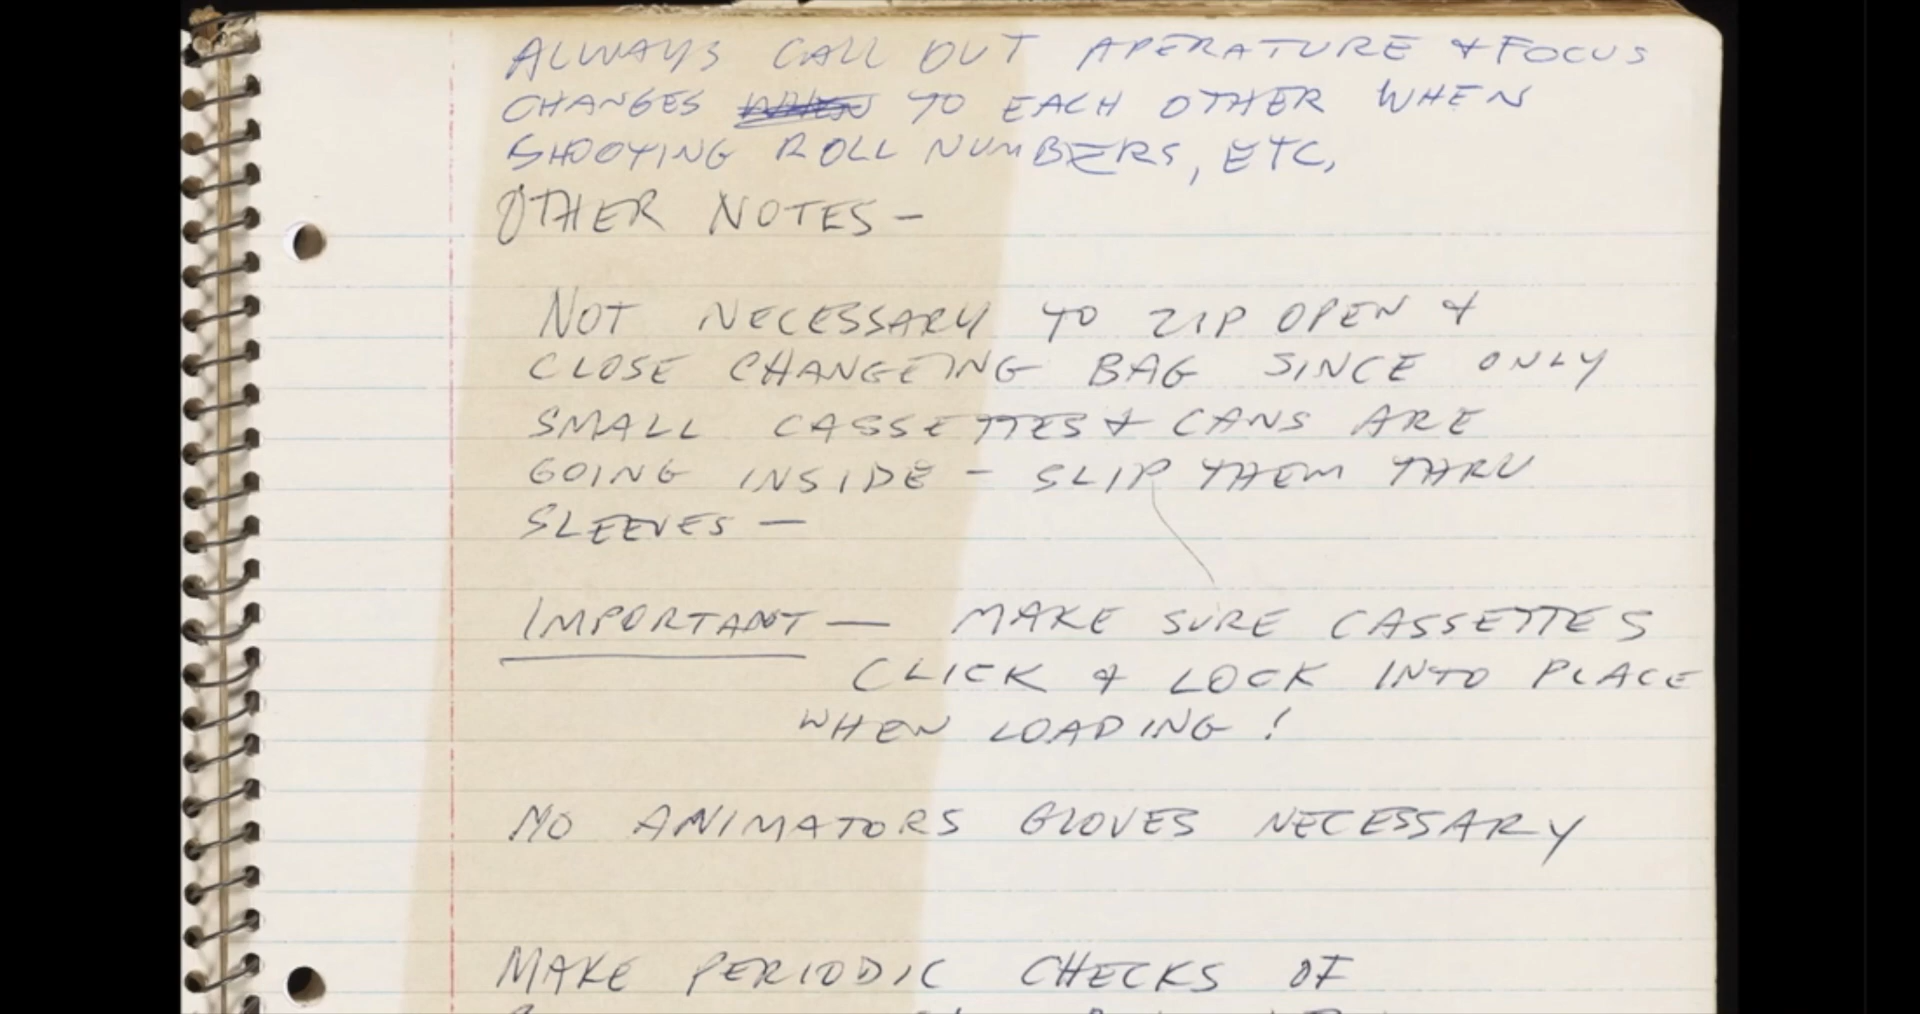 ALWAYS CALL OUT APERATURE & FOCUS
CHANGES WHEN TO EACH OTHER WHEN
SHOOTING ROLL NUMBERS, ETC,
OTHER NOTES —
NOT NECESSARY TO ZIP OPEN &
CLOSE CHANGEING BAG SINCE ONLY
SMALL CASSETTES & CANS ARE
GOING INSIDE - SLIP THEM THRU
SLEEVES —
IMPORTANT — MAKE SURE CASSETTES
CLICK & LOCK INTO PLACE
WHEN LOADING !
NO ANIMATORS GLOVES NECESSARY
MAKE PERIODIC CHECKS OF